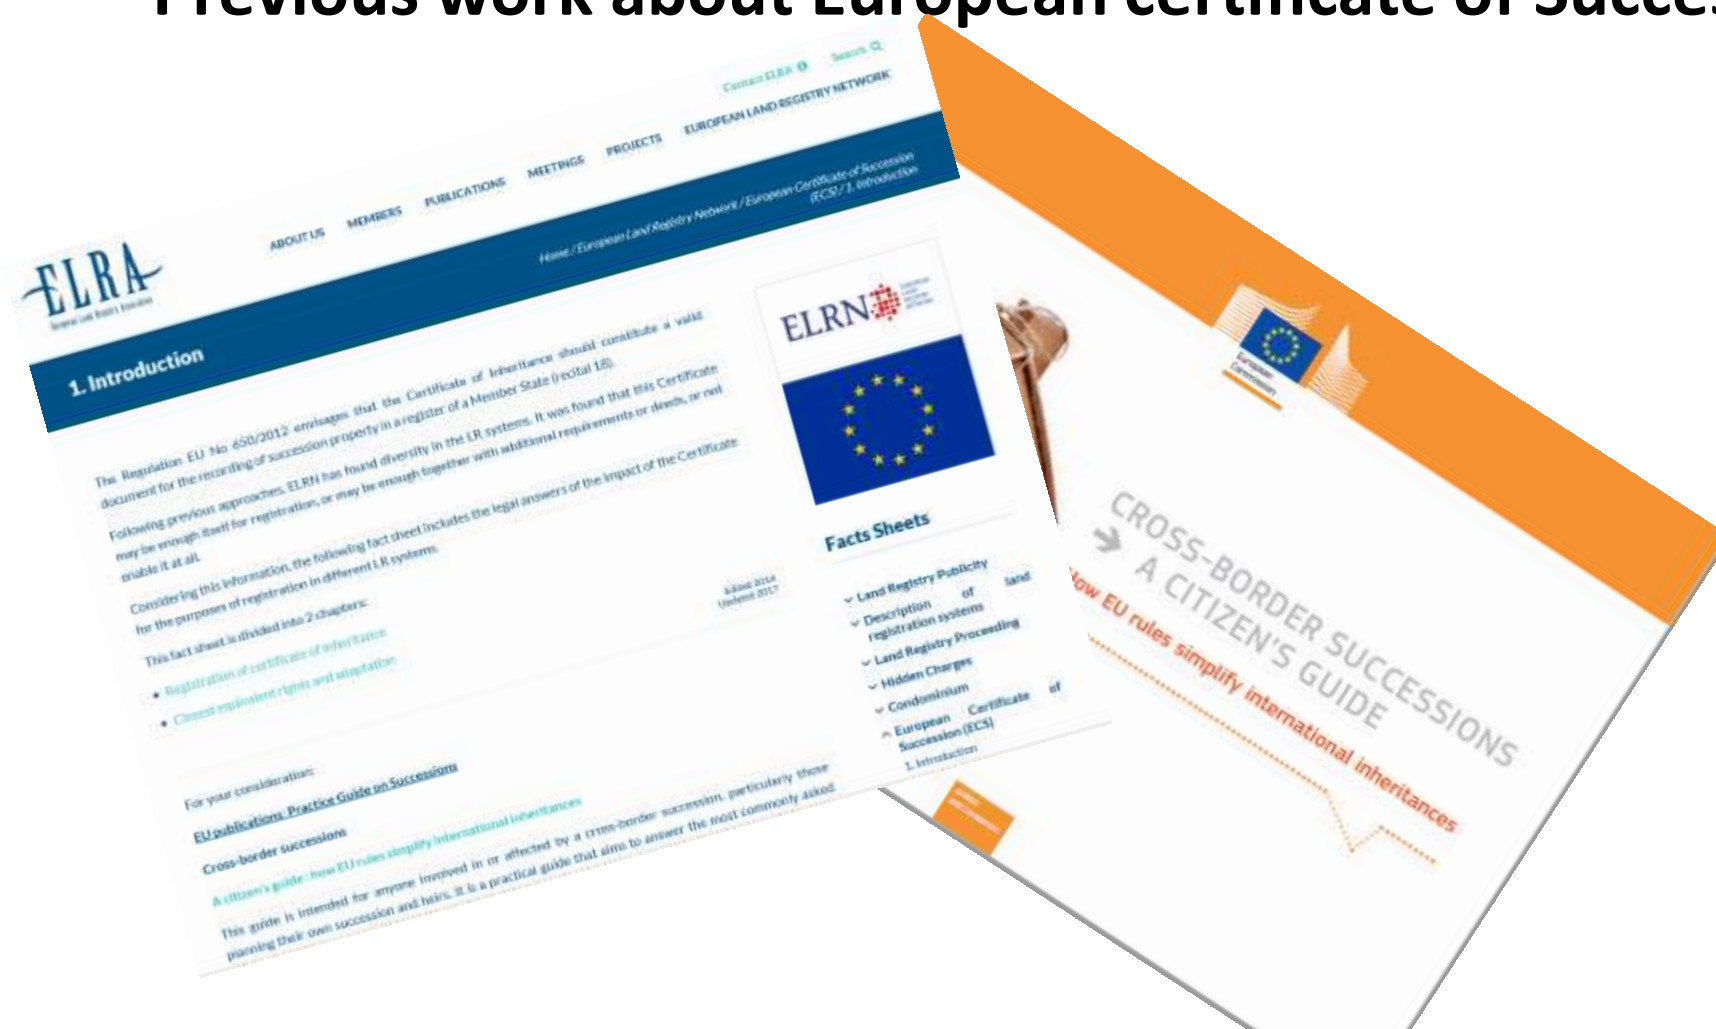 Previous work about European certificate of Succes
Contact ELRA
Search
ABOUT US MEMBERS PUBLICATIONS MEETINGS PROJECTS EUROPEAN LAND REGISTRY NETWORK
ELRA
European Land Registry Association
Home / European Land Registry Network / European Certificate of Succession
(ECS) / 1. Introduction
1. Introduction
The Regulation EU No 650/2012 envisages that the Certificate of Inheritance should constitute a valid
document for the recording of succession property in a register of a Member State (recital 18).
Following previous approaches, ELRN has found diversity in the LR systems. It was found that this Certificate
may be enough itself for registration, or may be enough together with additional requirements or deeds, or not
enable it at all.
Considering this information, the following fact sheet includes the legal answers of the impact of the Certificate
for the purposes of registration in different LR systems.
This fact sheet is divided into 2 chapters:
• Registration of certificate of inheritance
• Closest equivalent rights and adaptation
Updated 2017
For your consideration:
EU publications: Practice Guide on Successions
Cross-border successions
A citizen's guide: how EU rules simplify international inheritances
This guide is intended for anyone involved in or affected by a cross-border succession, particularly those
planning their own succession and heirs. It is a practical guide that aims to answer the most commonly asked
ELRN
EUROPEAN
LAND
REGISTRY
NETWORK
Facts Sheets
Land Registry Publicity
Description of land
registration systems
Land Registry Proceeding
Hidden Charges
Condominium
European Certificate of
Succession (ECS)
1. Introduction
European
Commission
CROSS-BORDER SUCCESSIONS
→ A CITIZEN'S GUIDE
How EU rules simplify international inheritances